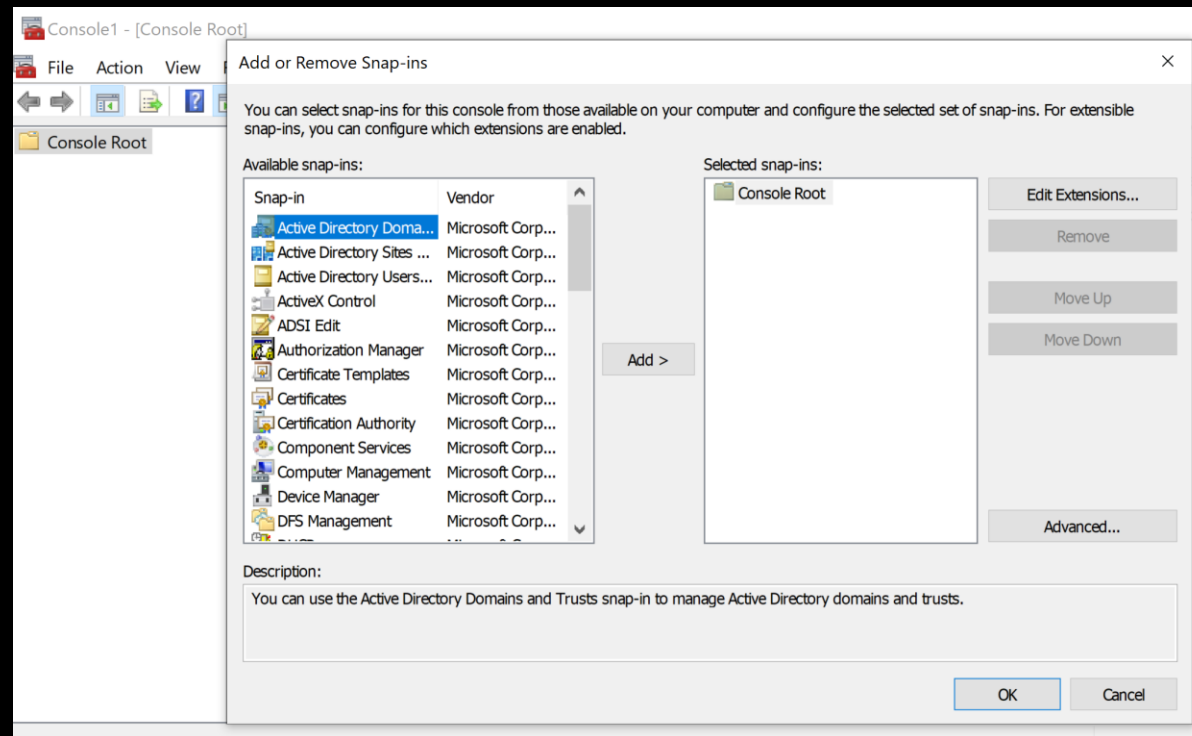 Console1 - [Console Root]
File Action View
Add or Remove Snap-ins
You can select snap-ins for this console from those available on your computer and configure the selected set of snap-ins. For extensible
snap-ins, you can configure which extensions are enabled.
Available snap-ins:
Snap-in Vendor
Active Directory Doma... Microsoft Corp...
Active Directory Sites ... Microsoft Corp...
Active Directory Users... Microsoft Corp...
ActiveX Control Microsoft Corp...
ADSI Edit Microsoft Corp...
Authorization Manager Microsoft Corp...
Certificate Templates Microsoft Corp...
Certificates Microsoft Corp...
Certification Authority Microsoft Corp...
Component Services Microsoft Corp...
Computer Management Microsoft Corp...
Device Manager Microsoft Corp...
DFS Management Microsoft Corp...
Add >
Selected snap-ins:
Console Root
Edit Extensions...
Remove
Move Up
Move Down
Advanced...
Description:
You can use the Active Directory Domains and Trusts snap-in to manage Active Directory domains and trusts.
OK
Cancel
Console Root